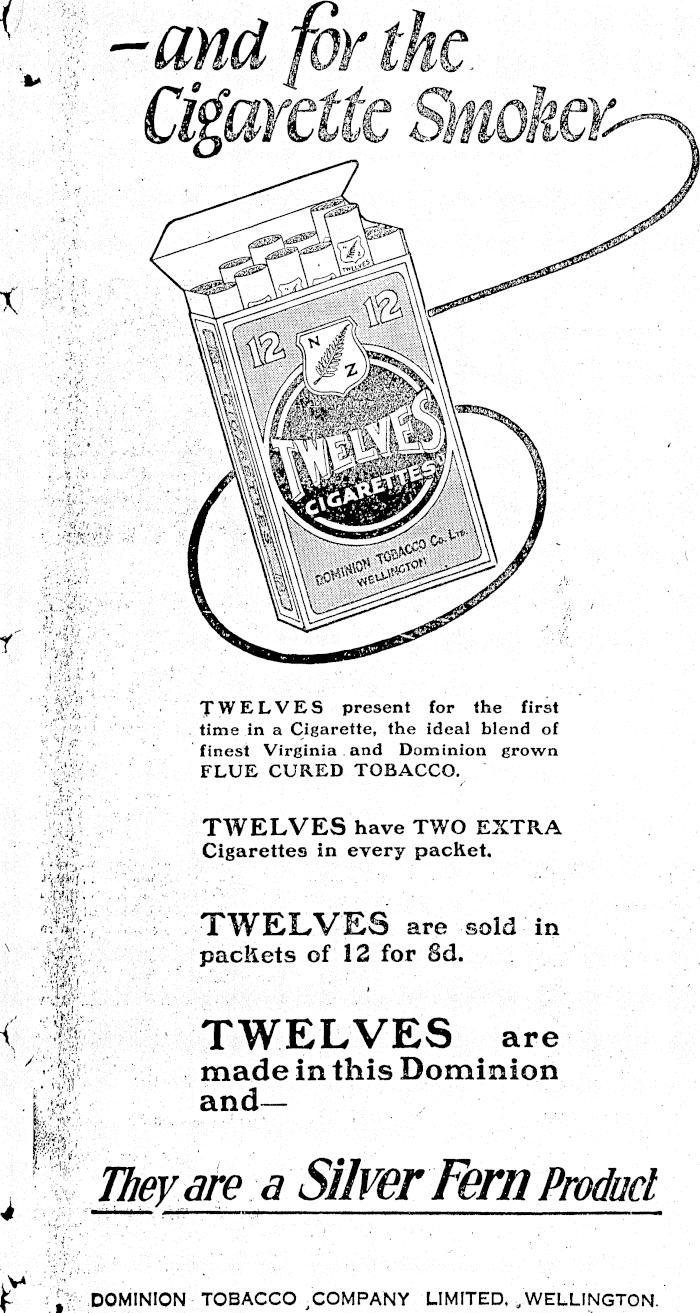 —and for the
Cigarette Smoker
TWELVES
12 12
N
Z
TWELVES
CIGARETTES
CIGARETTES
DOMINION TOBACCO Co. LTD.
WELLINGTON
TWELVES present for the first
time in a Cigarette, the ideal blend of
finest Virginia and Dominion grown
FLUE CURED TOBACCO.
TWELVES have TWO EXTRA
Cigarettes in every packet.
TWELVES are sold in
packets of 12 for 8d.
TWELVES are
made in this Dominion
and—
They are a Silver Fern Product
DOMINION TOBACCO COMPANY LIMITED, WELLINGTON.